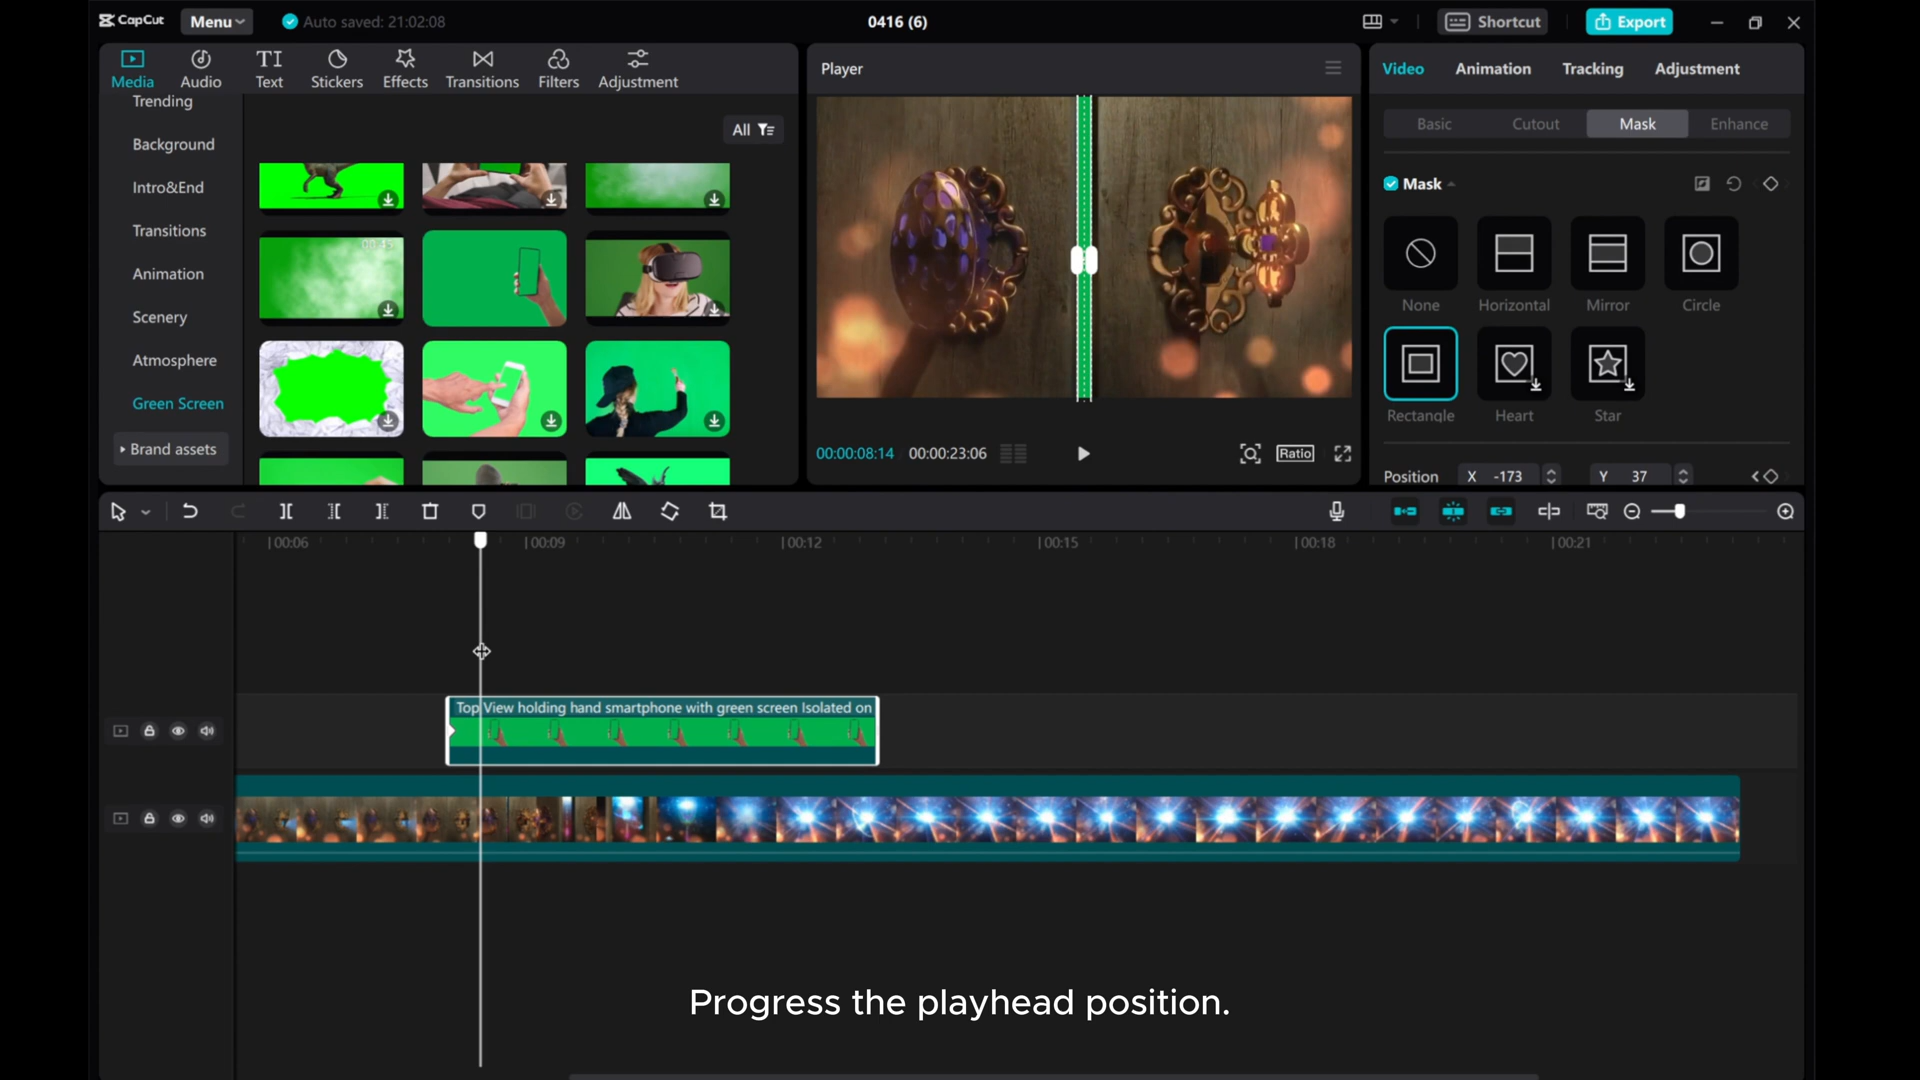 CapCut
Menu
Auto saved: 21:02:08
0416 (6)
Shortcut
Export
Media
Audio
Text
Stickers
Effects
Transitions
Filters
Adjustment
Trending
Background
Intro&End
Transitions
Animation
Scenery
Atmosphere
Green Screen
Brand assets
All
Player
00:00:08:14
00:00:23:06
Ratio
Video
Animation
Tracking
Adjustment
Basic
Cutout
Mask
Enhance
Mask
None
Horizontal
Mirror
Circle
Rectangle
Heart
Star
Position
X -173
Y 37
00:06
00:09
00:12
00:15
00:18
00:21
Top View holding hand smartphone with green screen Isolated on
Progress the playhead position.